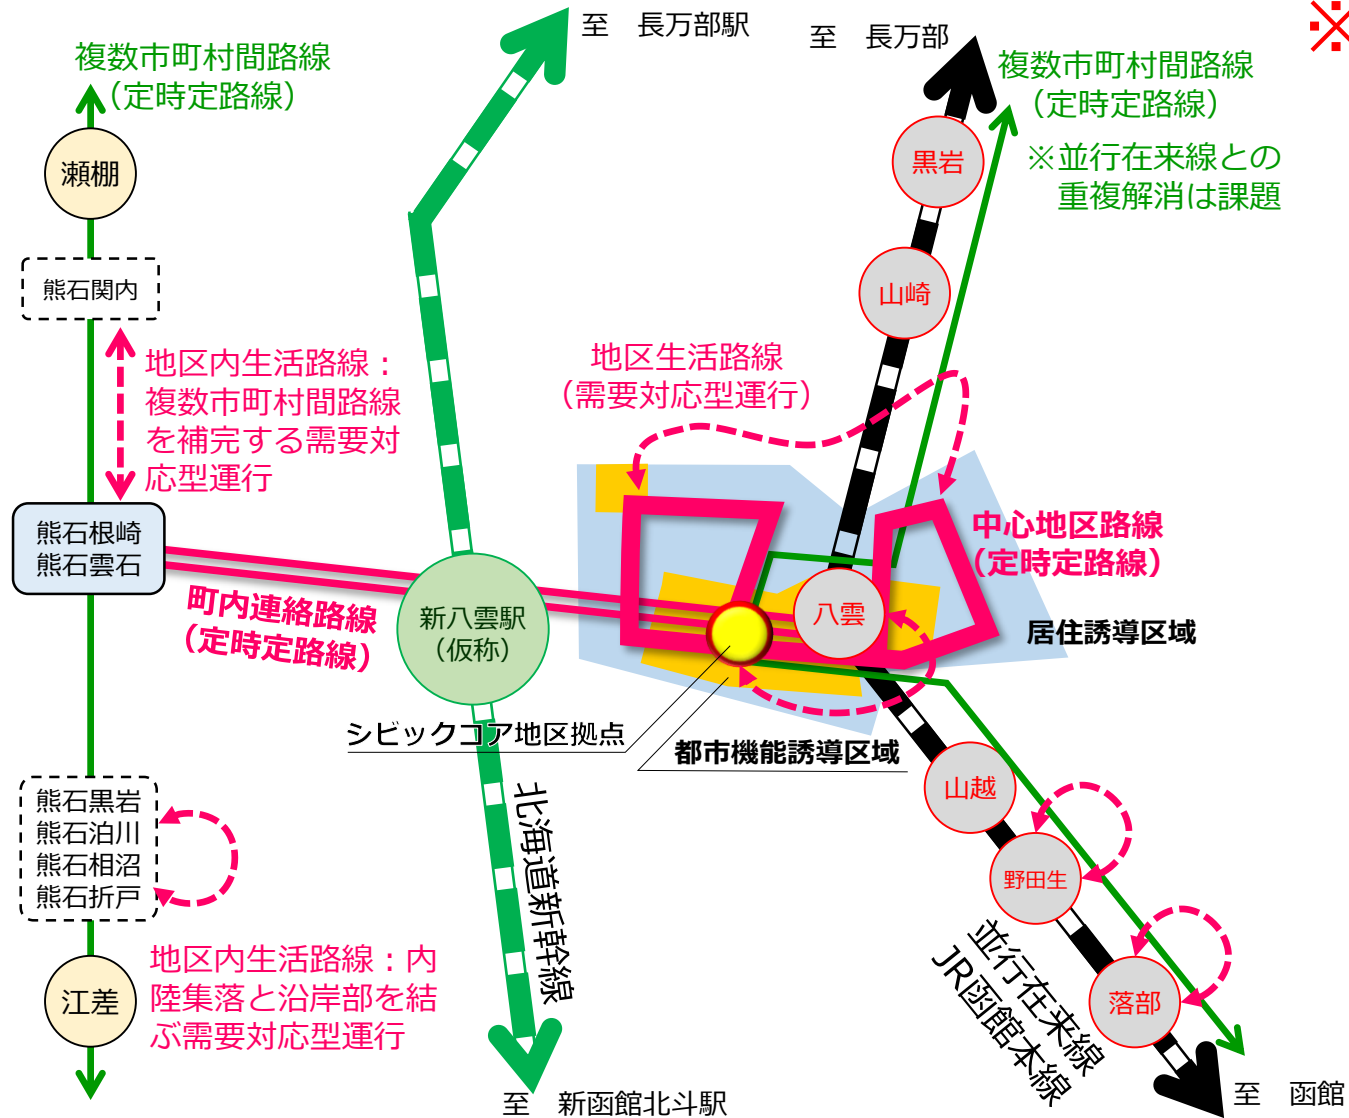 至　長万部駅
至　長万部
※
複数市町村間路線
（定時定路線）
複数市町村間路線
（定時定路線）
※並行在来線との
重複解消は課題
瀬棚
黒岩
熊石関内
山崎
地区内生活路線：
複数市町村間路線
を補完する需要対
応型運行
地区生活路線
（需要対応型運行）
熊石根崎
熊石雲石
中心地区路線
（定時定路線）
町内連絡路線
（定時定路線）
新八雲駅
（仮称）
八雲
居住誘導区域
シビックコア地区拠点
都市機能誘導区域
山越
熊石黒岩
熊石泊川
熊石相沼
熊石折戸
北海道新幹線
野田生
地区内生活路線：内
陸集落と沿岸部を結
ぶ需要対応型運行
江差
並行在来線
JR函館本線
落部
至　新函館北斗駅
至　函館